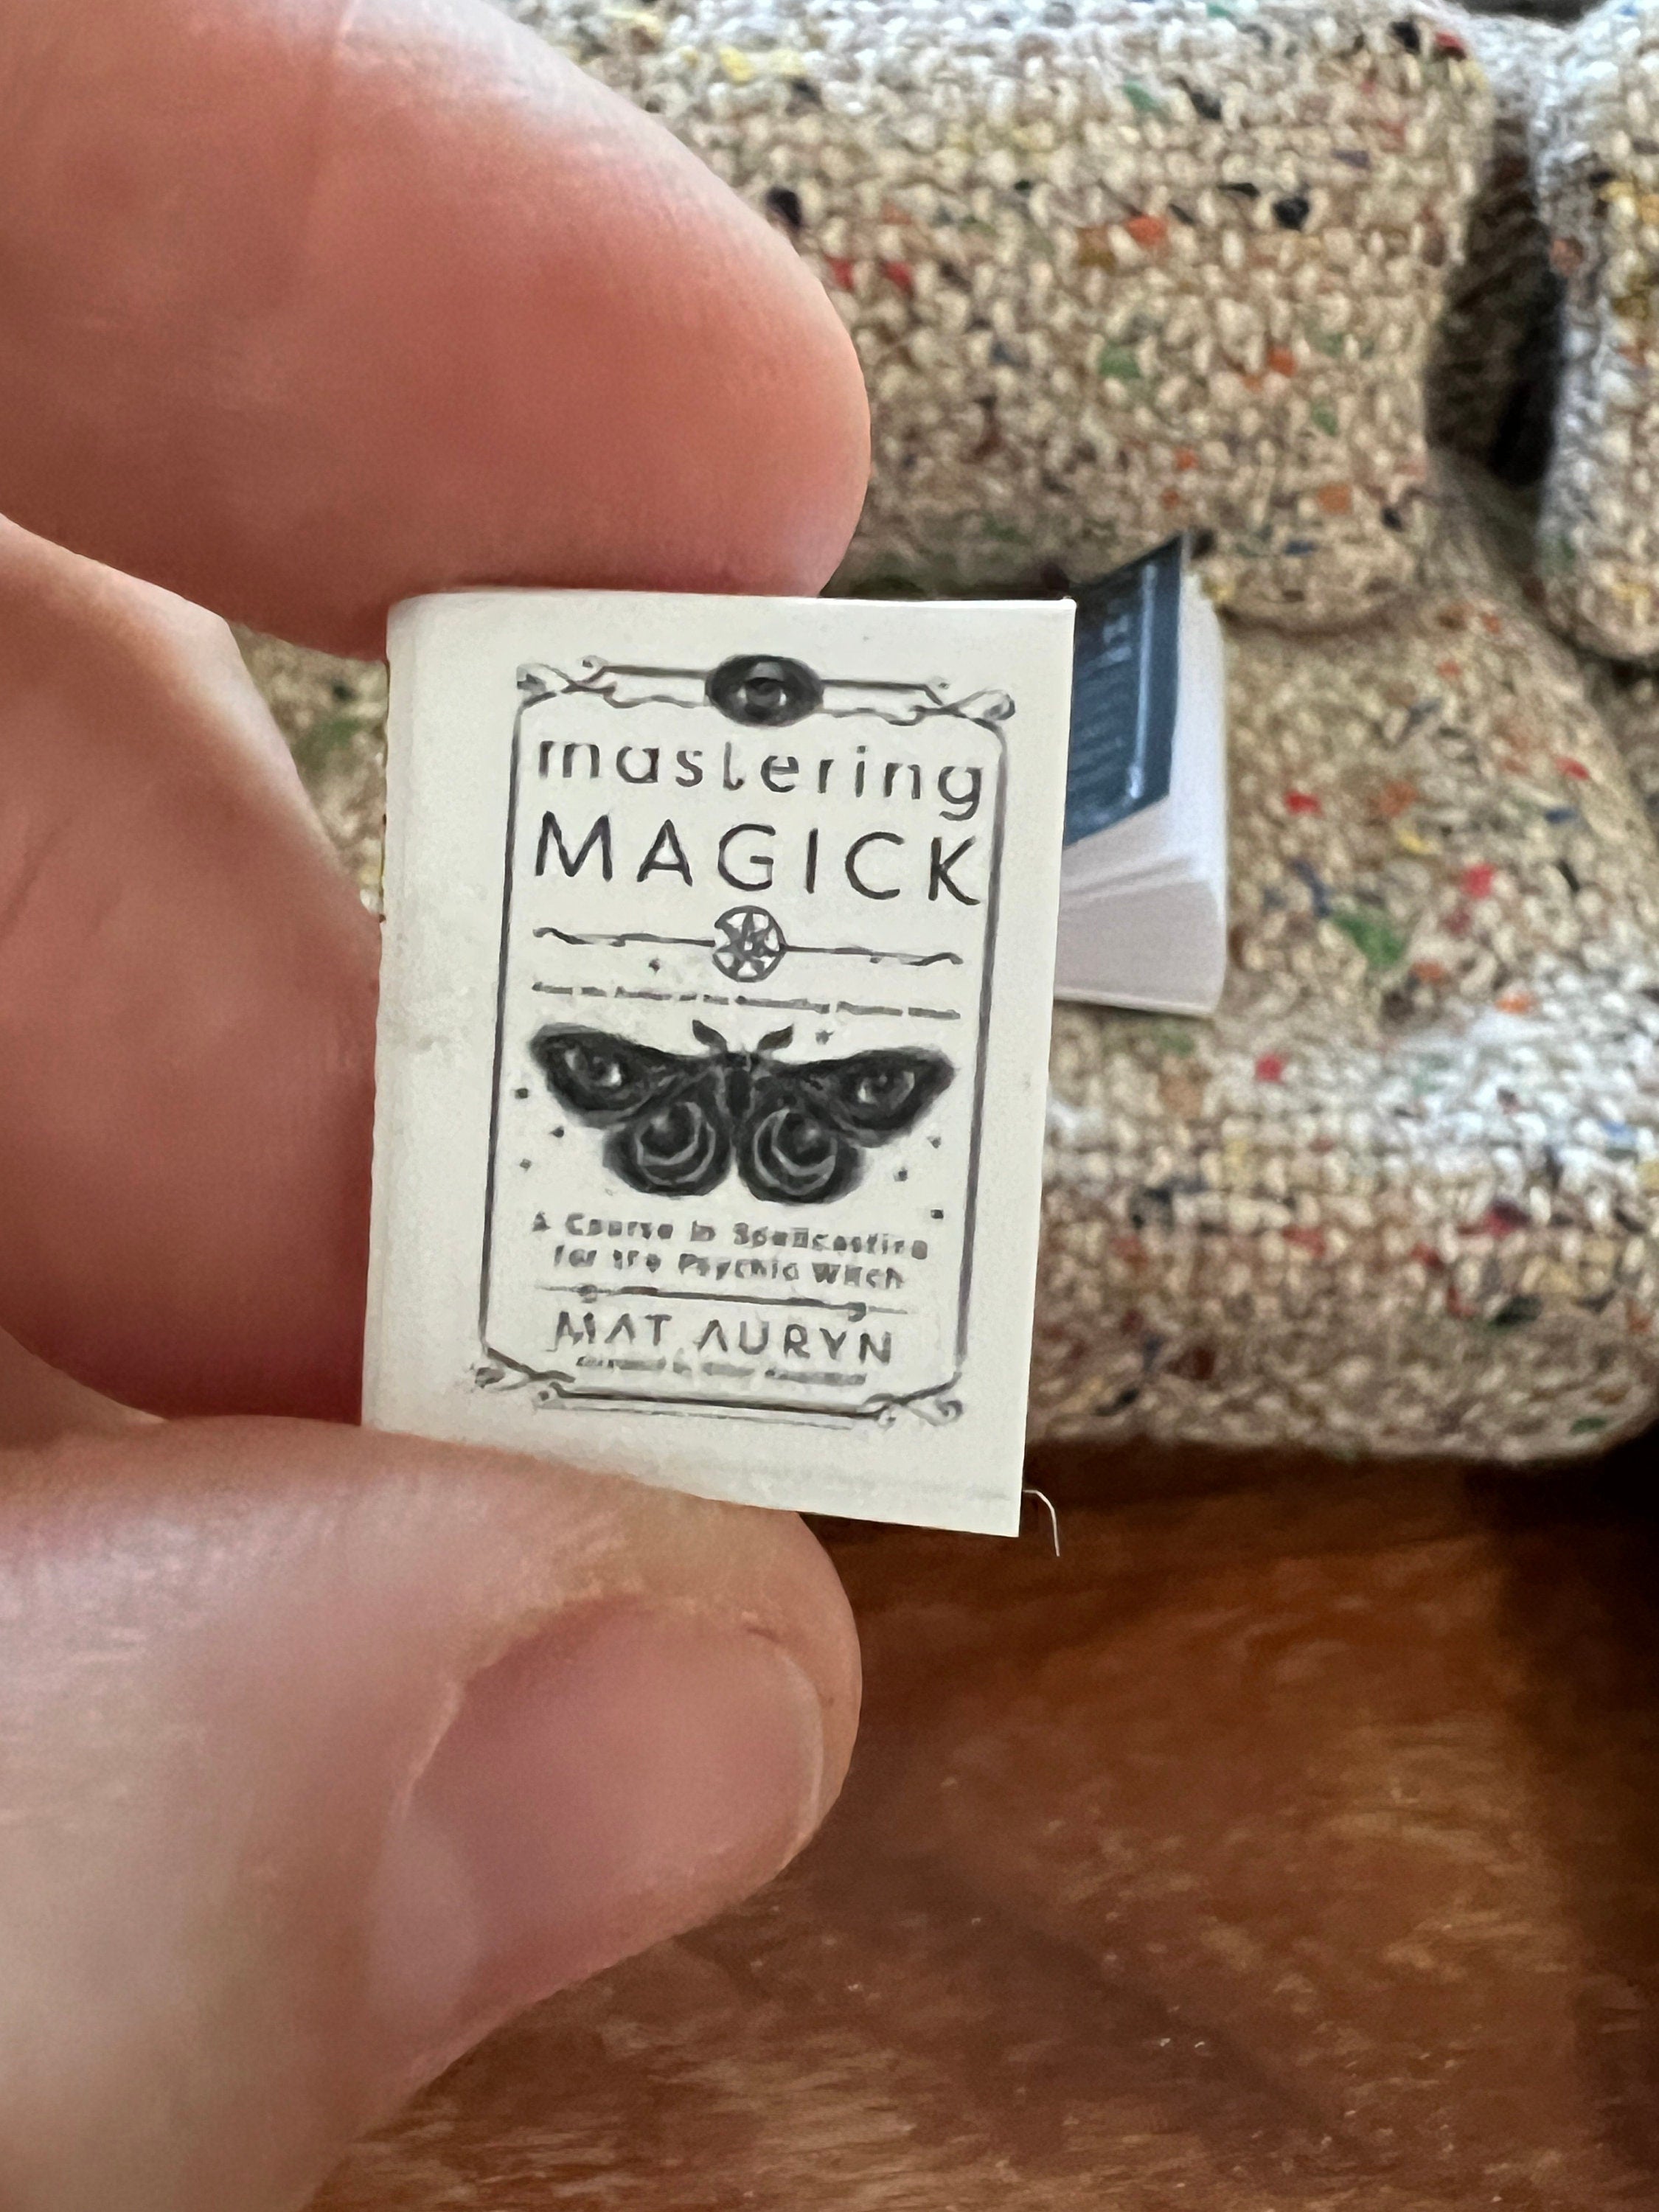 mastering
MAGICK
A Course in Spellcasting
for the Psychic Witch
MAT AURYN